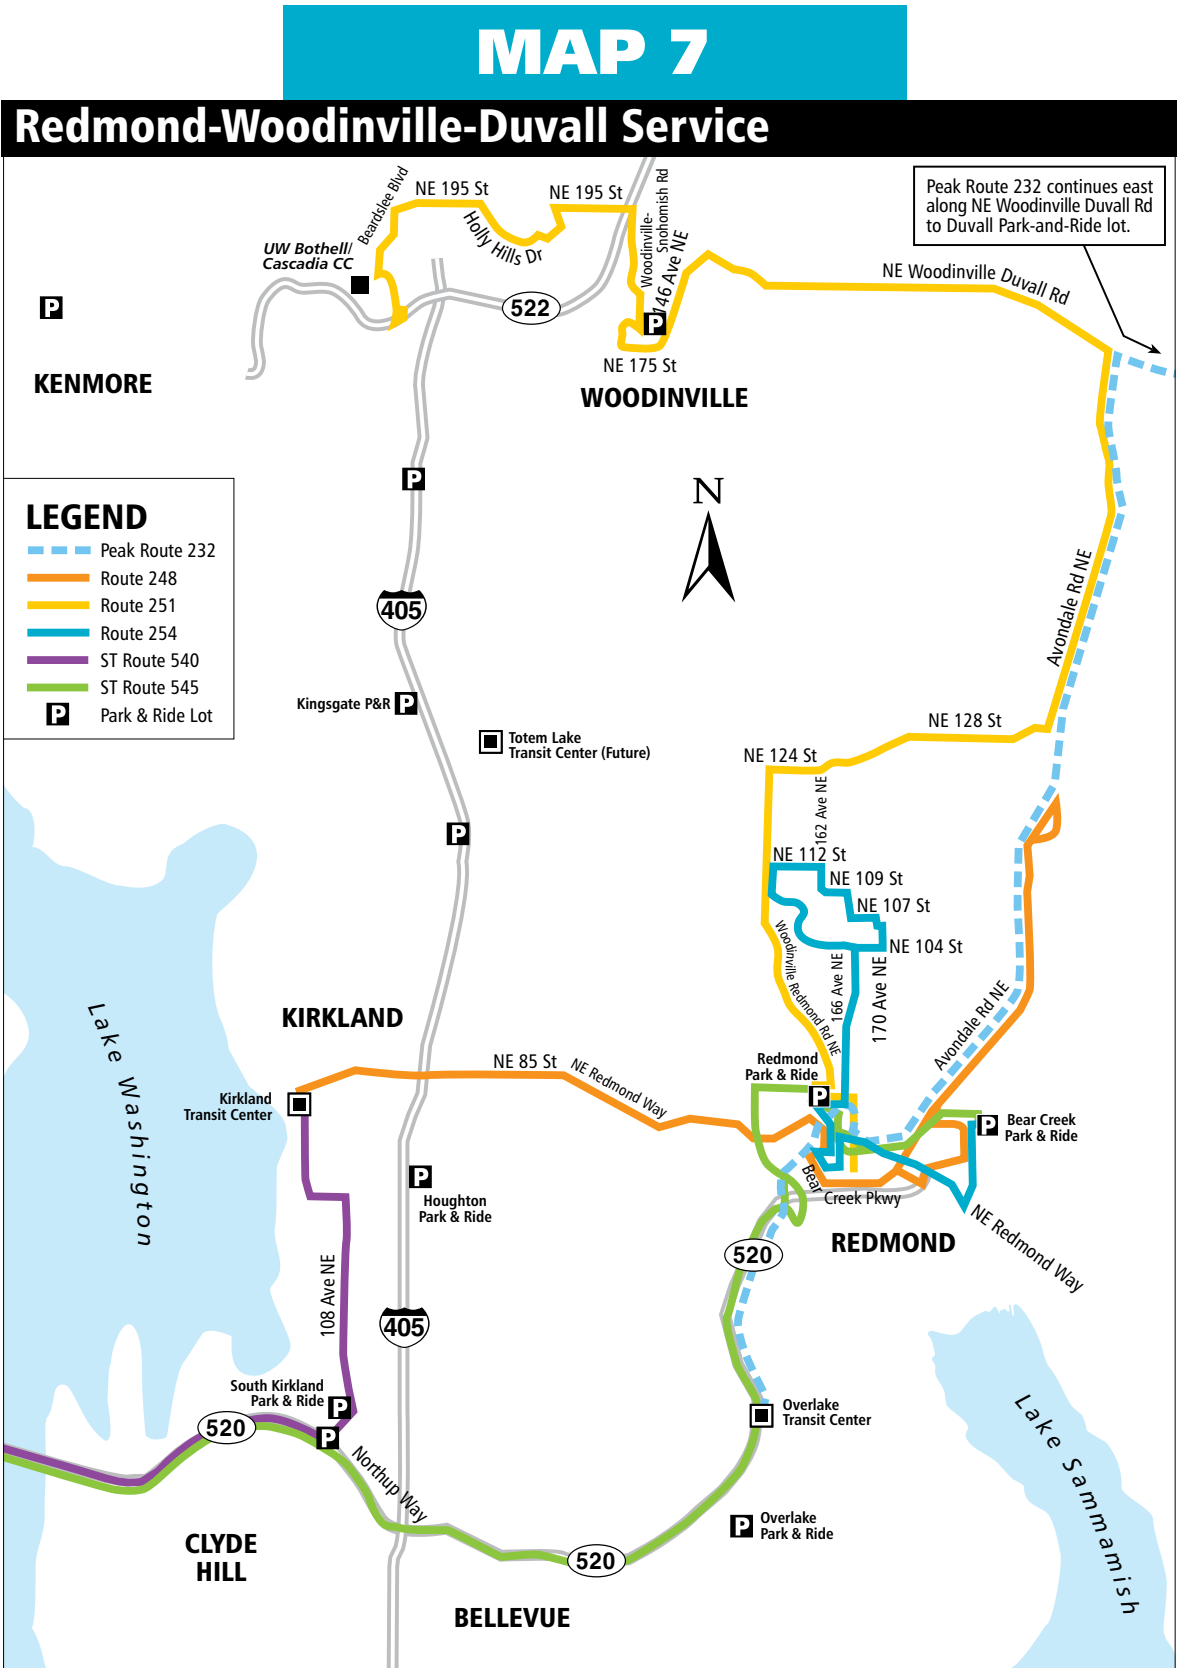 MAP 7
Redmond-Woodinville-Duvall Service
Peak Route 232 continues east
along NE Woodinville Duvall Rd
to Duvall Park-and-Ride lot.
Beardslee Blvd
NE 195 St
NE 195 St
Holly Hills Dr
Woodinville-
Snohomish Rd
146 Ave NE
UW Bothell/
Cascadia CC
NE Woodinville Duvall Rd
P
522
P
NE 175 St
KENMORE
WOODINVILLE
P
N
LEGEND
Peak Route 232
Route 248
Route 251
Route 254
ST Route 540
ST Route 545
P Park & Ride Lot
405
Avondale Rd NE
Kingsgate P&R P
Totem Lake
Transit Center (Future)
NE 128 St
NE 124 St
162 Ave NE
P
NE 112 St
NE 109 St
NE 107 St
NE 104 St
Woodinville Redmond Rd NE
166 Ave NE
170 Ave NE
Avondale Rd NE
Lake Washington
KIRKLAND
NE 85 St
NE Redmond Way
Redmond
Park & Ride
P
Kirkland
Transit Center
P
Bear Creek
Park & Ride
P
Houghton
Park & Ride
Bear
Creek Pkwy
NE Redmond Way
REDMOND
520
108 Ave NE
405
South Kirkland
Park & Ride
P
P
520
Overlake
Transit Center
Lake Sammamish
Northup Way
P
Overlake
Park & Ride
CLYDE
HILL
520
BELLEVUE